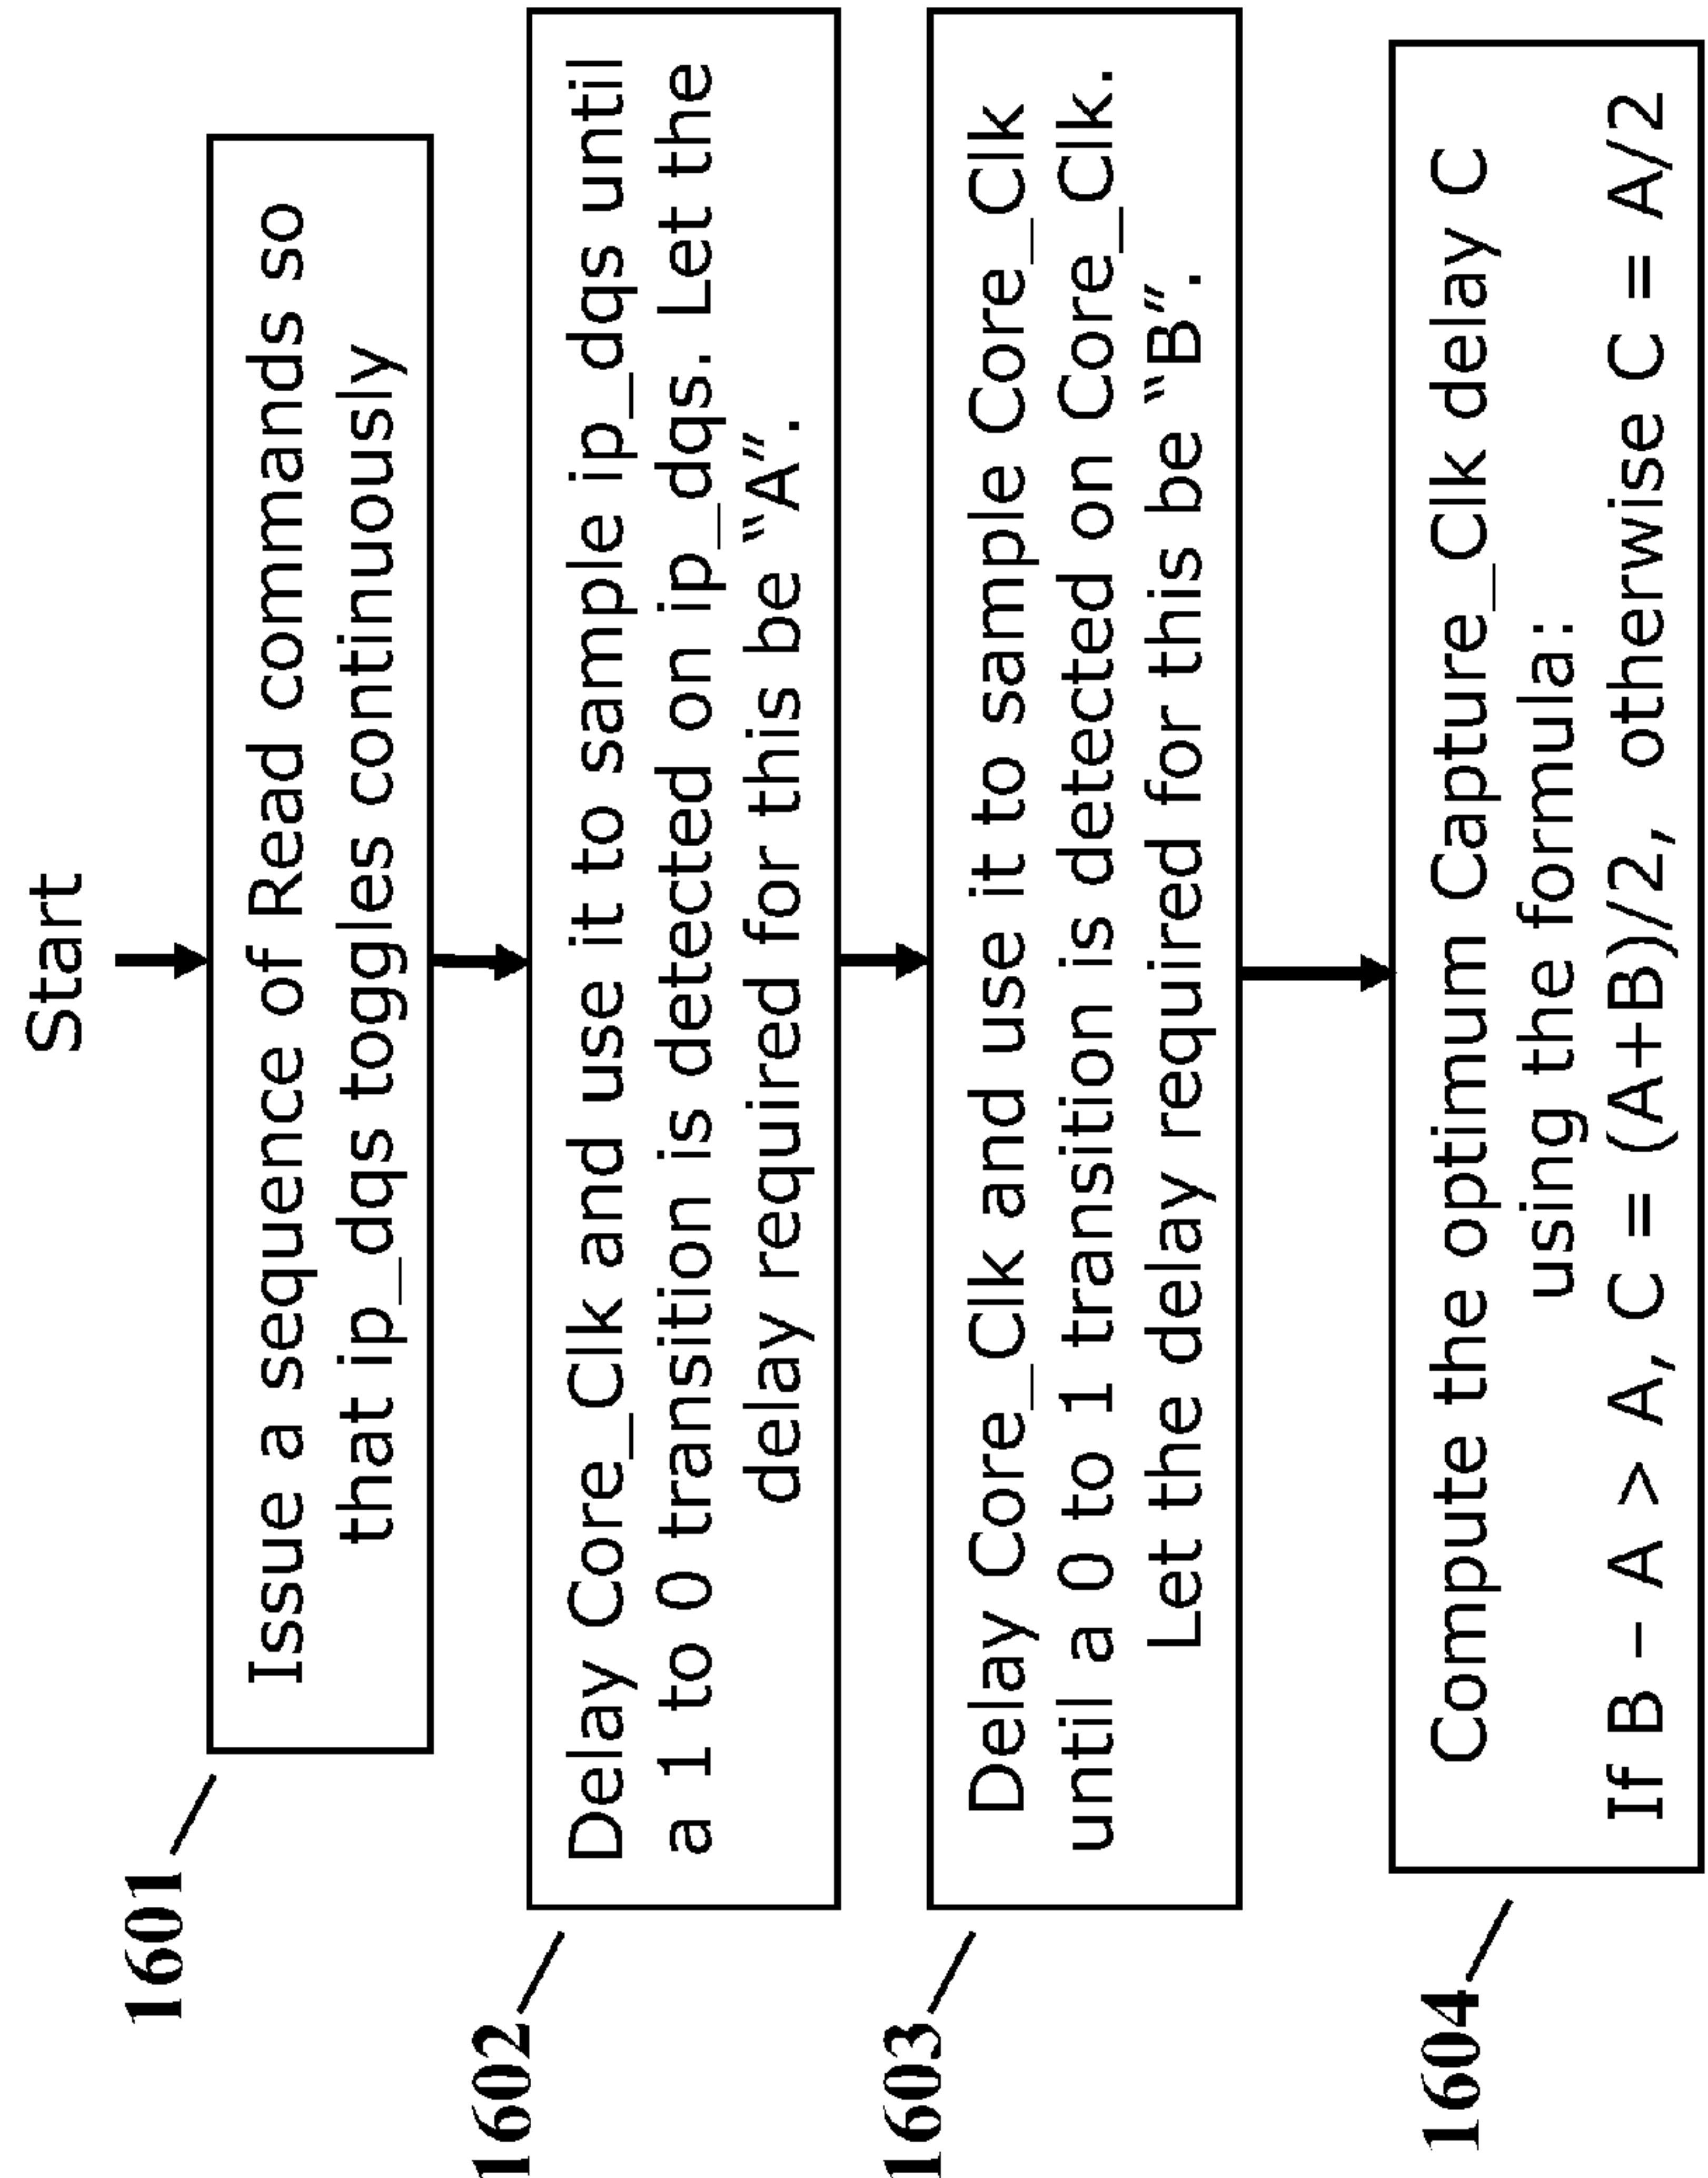 Start
1601
Issue a sequence of Read commands so
that ip_dqs toggles continuously
1602
Delay Core_Clk and use it to sample ip_dqs until
a 1 to 0 transition is detected on ip_dqs. Let the
delay required for this be “A”.
1603
Delay Core_Clk and use it to sample Core_Clk
until a 0 to 1 transition is detected on Core_Clk.
Let the delay required for this be “B”.
1604
Compute the optimum Capture_Clk delay C
using the formula:
If B - A > A, C = (A+B)/2, otherwise C = A/2